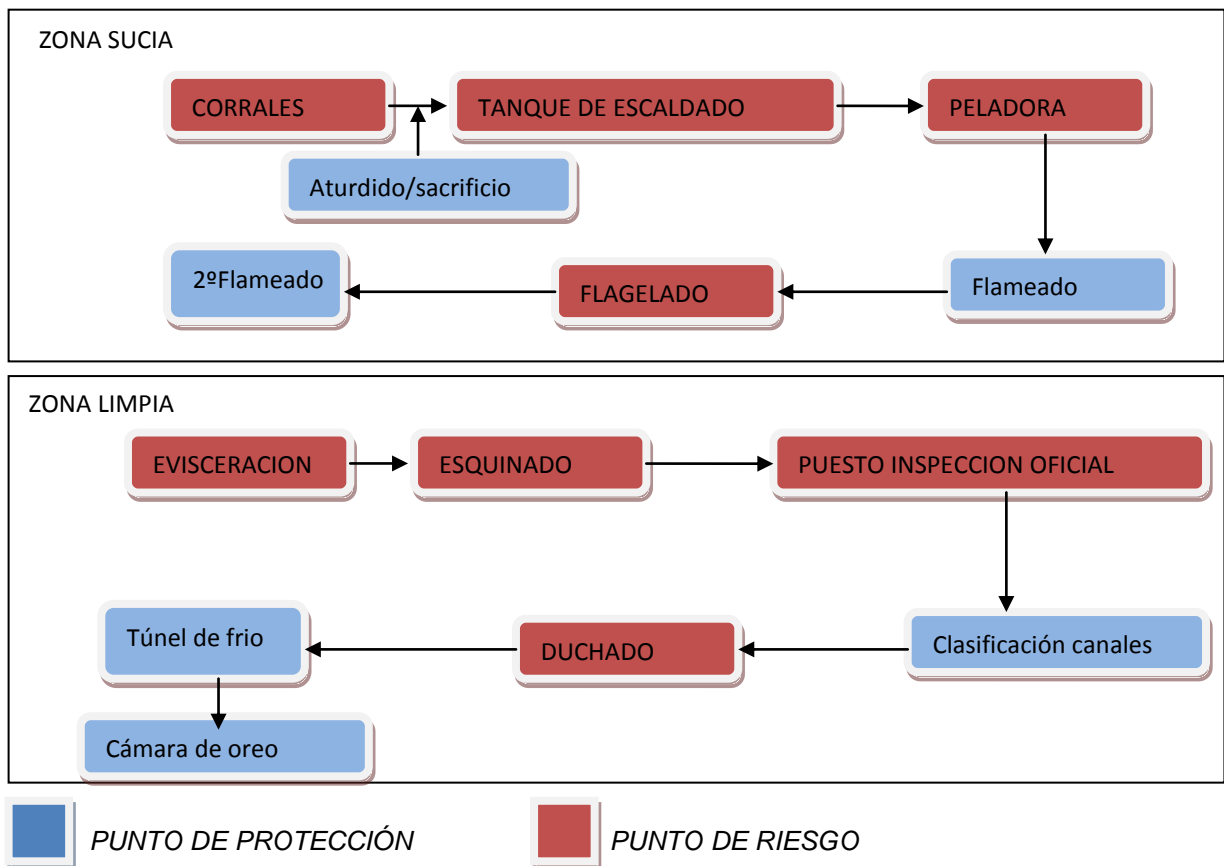 ZONA SUCIA
CORRALES
TANQUE DE ESCALDADO
PELADORA
Aturdido/sacrificio
2ºFlameado
FLAGELADO
Flameado
ZONA LIMPIA
EVISCERACION
ESQUINADO
PUESTO INSPECCION OFICIAL
Túnel de frio
DUCHADO
Clasificación canales
Cámara de oreo
PUNTO DE PROTECCIÓN
PUNTO DE RIESGO